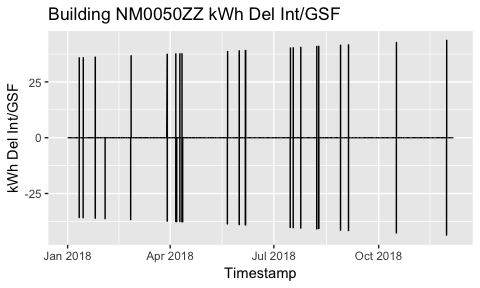 Building NM0050ZZ kWh Del Int/GSF
kWh Del Int/GSF
25
0
-25
Jan 2018
Apr 2018
Jul 2018
Oct 2018
Timestamp